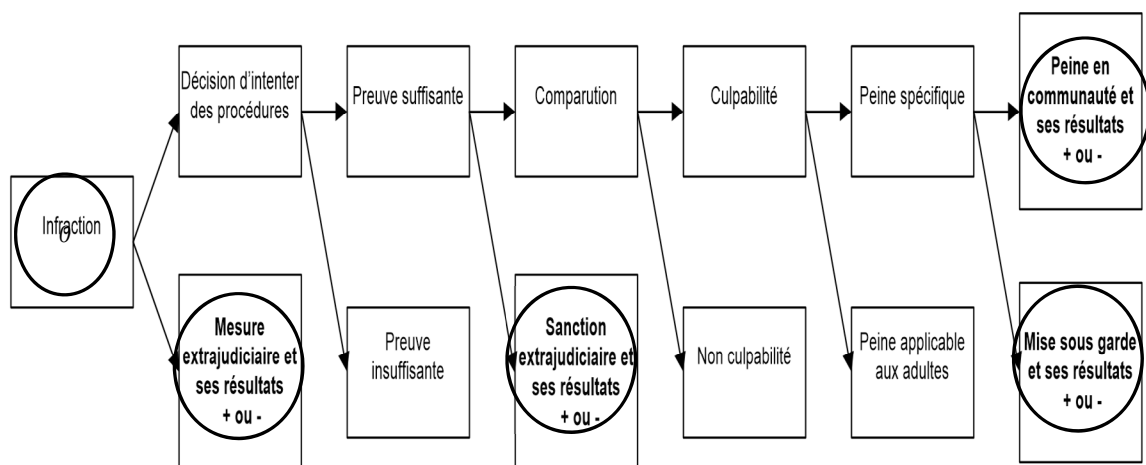 Décision d'intenter
des procédures
Preuve suffisante
Comparution
Culpabilité
Peine spécifique
Peine en
communauté et
ses résultats
+ ou -
Infraction
Mesure
extrajudiciaire et
ses résultats
+ ou -
Preuve
insuffisante
Sanction
extrajudiciaire et
ses résultats
+ ou -
Non culpabilité
Peine applicable
aux adultes
Mise sous garde
et ses résultats
+ ou -